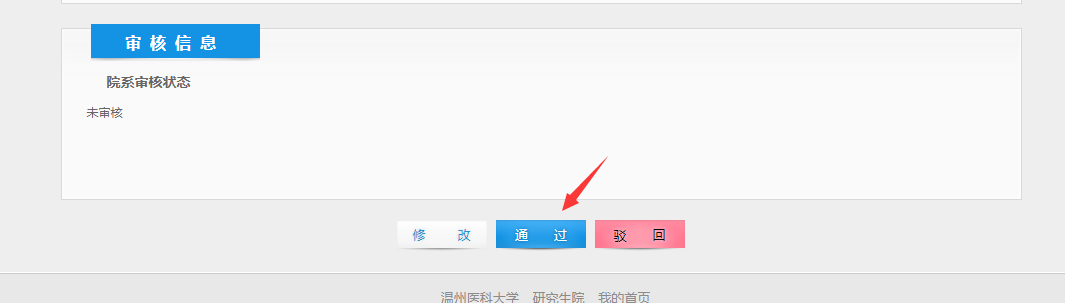 审核信息
院系审核状态
未审核
修 改 通 过 驳 回
温州医科大学 研究生院 我的首页